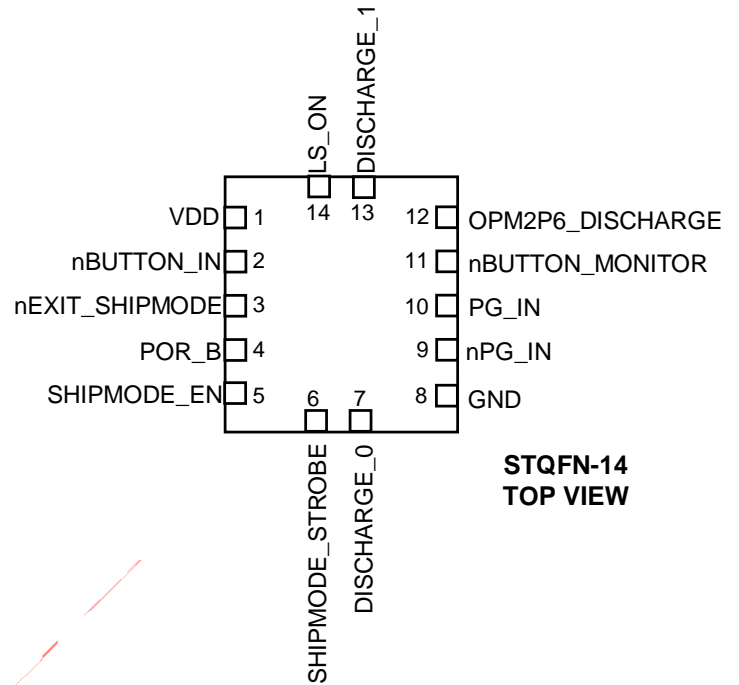 DISCHARGE_1
LS_ON
14 13
VDD 1
nBUTTON_IN 2
nEXIT_SHIPMODE 3
POR_B 4
SHIPMODE_EN 5
12 OPM2P6_DISCHARGE
11 nBUTTON_MONITOR
10 PG_IN
9 nPG_IN
8 GND
6 7
SHIPMODE_STROBE
DISCHARGE_0
STQFN-14
TOP VIEW